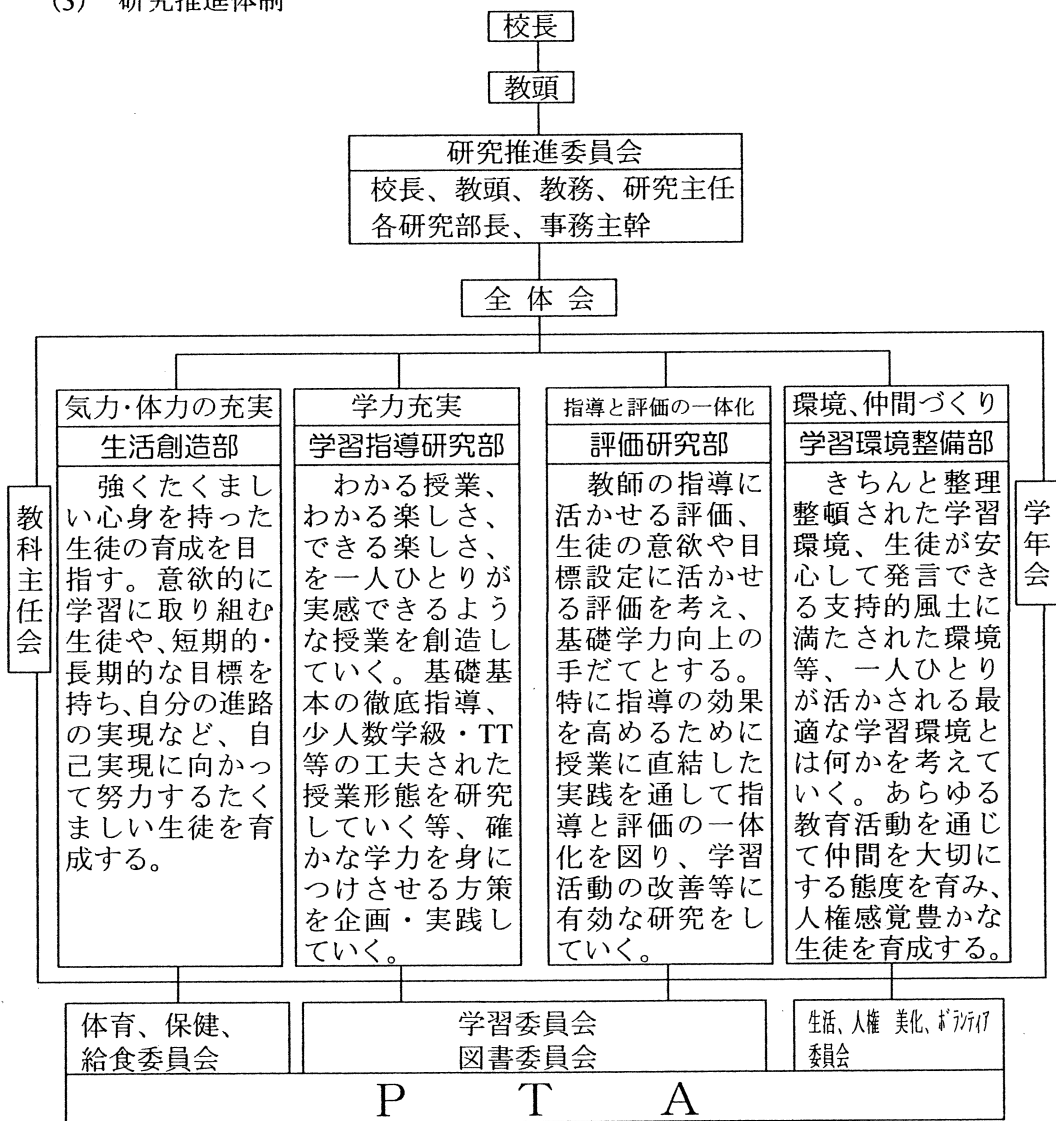 (3) 研究推進体制
校長
教頭
研究推進委員会
校長、教頭、教務、研究主任
各研究部長、事務主幹
全体会
教科主任会
気力・体力の充実
生活創造部
強くたくまし
い心身を持った
生徒の育成を目
指す。意欲的に
学習に取り組む
生徒や、短期的・
長期的な目標を
持ち、自分の進路
の実現など、自
己実現に向かっ
て努力するたく
ましい生徒を育
成する。
学力充実
学習指導研究部
わかる授業、
わかる楽しさ、
できる楽しさ、
を一人ひとりが
実感できるよう
な授業を創造し
ていく。基礎基
本の徹底指導、
少人数学級・TT
等の工夫された
授業形態を研究
していく等、確
かな学力を身に
つけさせる方策
を企画・実践し
ていく。
指導と評価の一体化
評価研究部
教師の指導に
活かせる評価、
生徒の意欲や目
標設定に活かせ
る評価を考え、
基礎学力向上の
手だてとする。
特に指導の効果
を高めるために
授業に直結した
実践を通して指
導と評価の一体
化を図り、学習
活動の改善等に
有効な研究をし
ていく。
環境、仲間づくり
学習環境整備部
きちんと整理
整頓された学習
環境、生徒が安
心して発言でき
る支持的風土に
満たされた環境
等、一人ひとり
が活かされる最
適な学習環境と
は何かを考えて
いく。あらゆる
教育活動を通じ
て仲間を大切に
する態度を育み、
人権感覚豊かな
生徒を育成する。
学年会
体育、保健、
給食委員会
学習委員会
図書委員会
生活、人権 美化、ボランティア
委員会
P T A